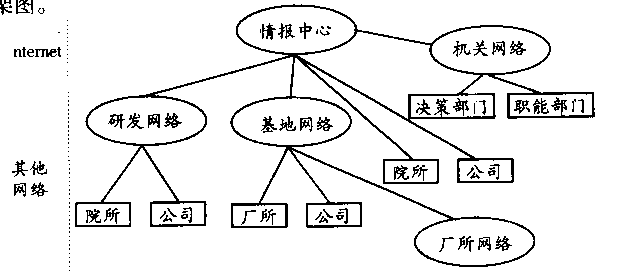 架图。
情报中心
机关网络
nternet
决策部门
职能部门
研发网络
基地网络
院所
公司
其他
网络
院所
公司
厂所
公司
厂所网络